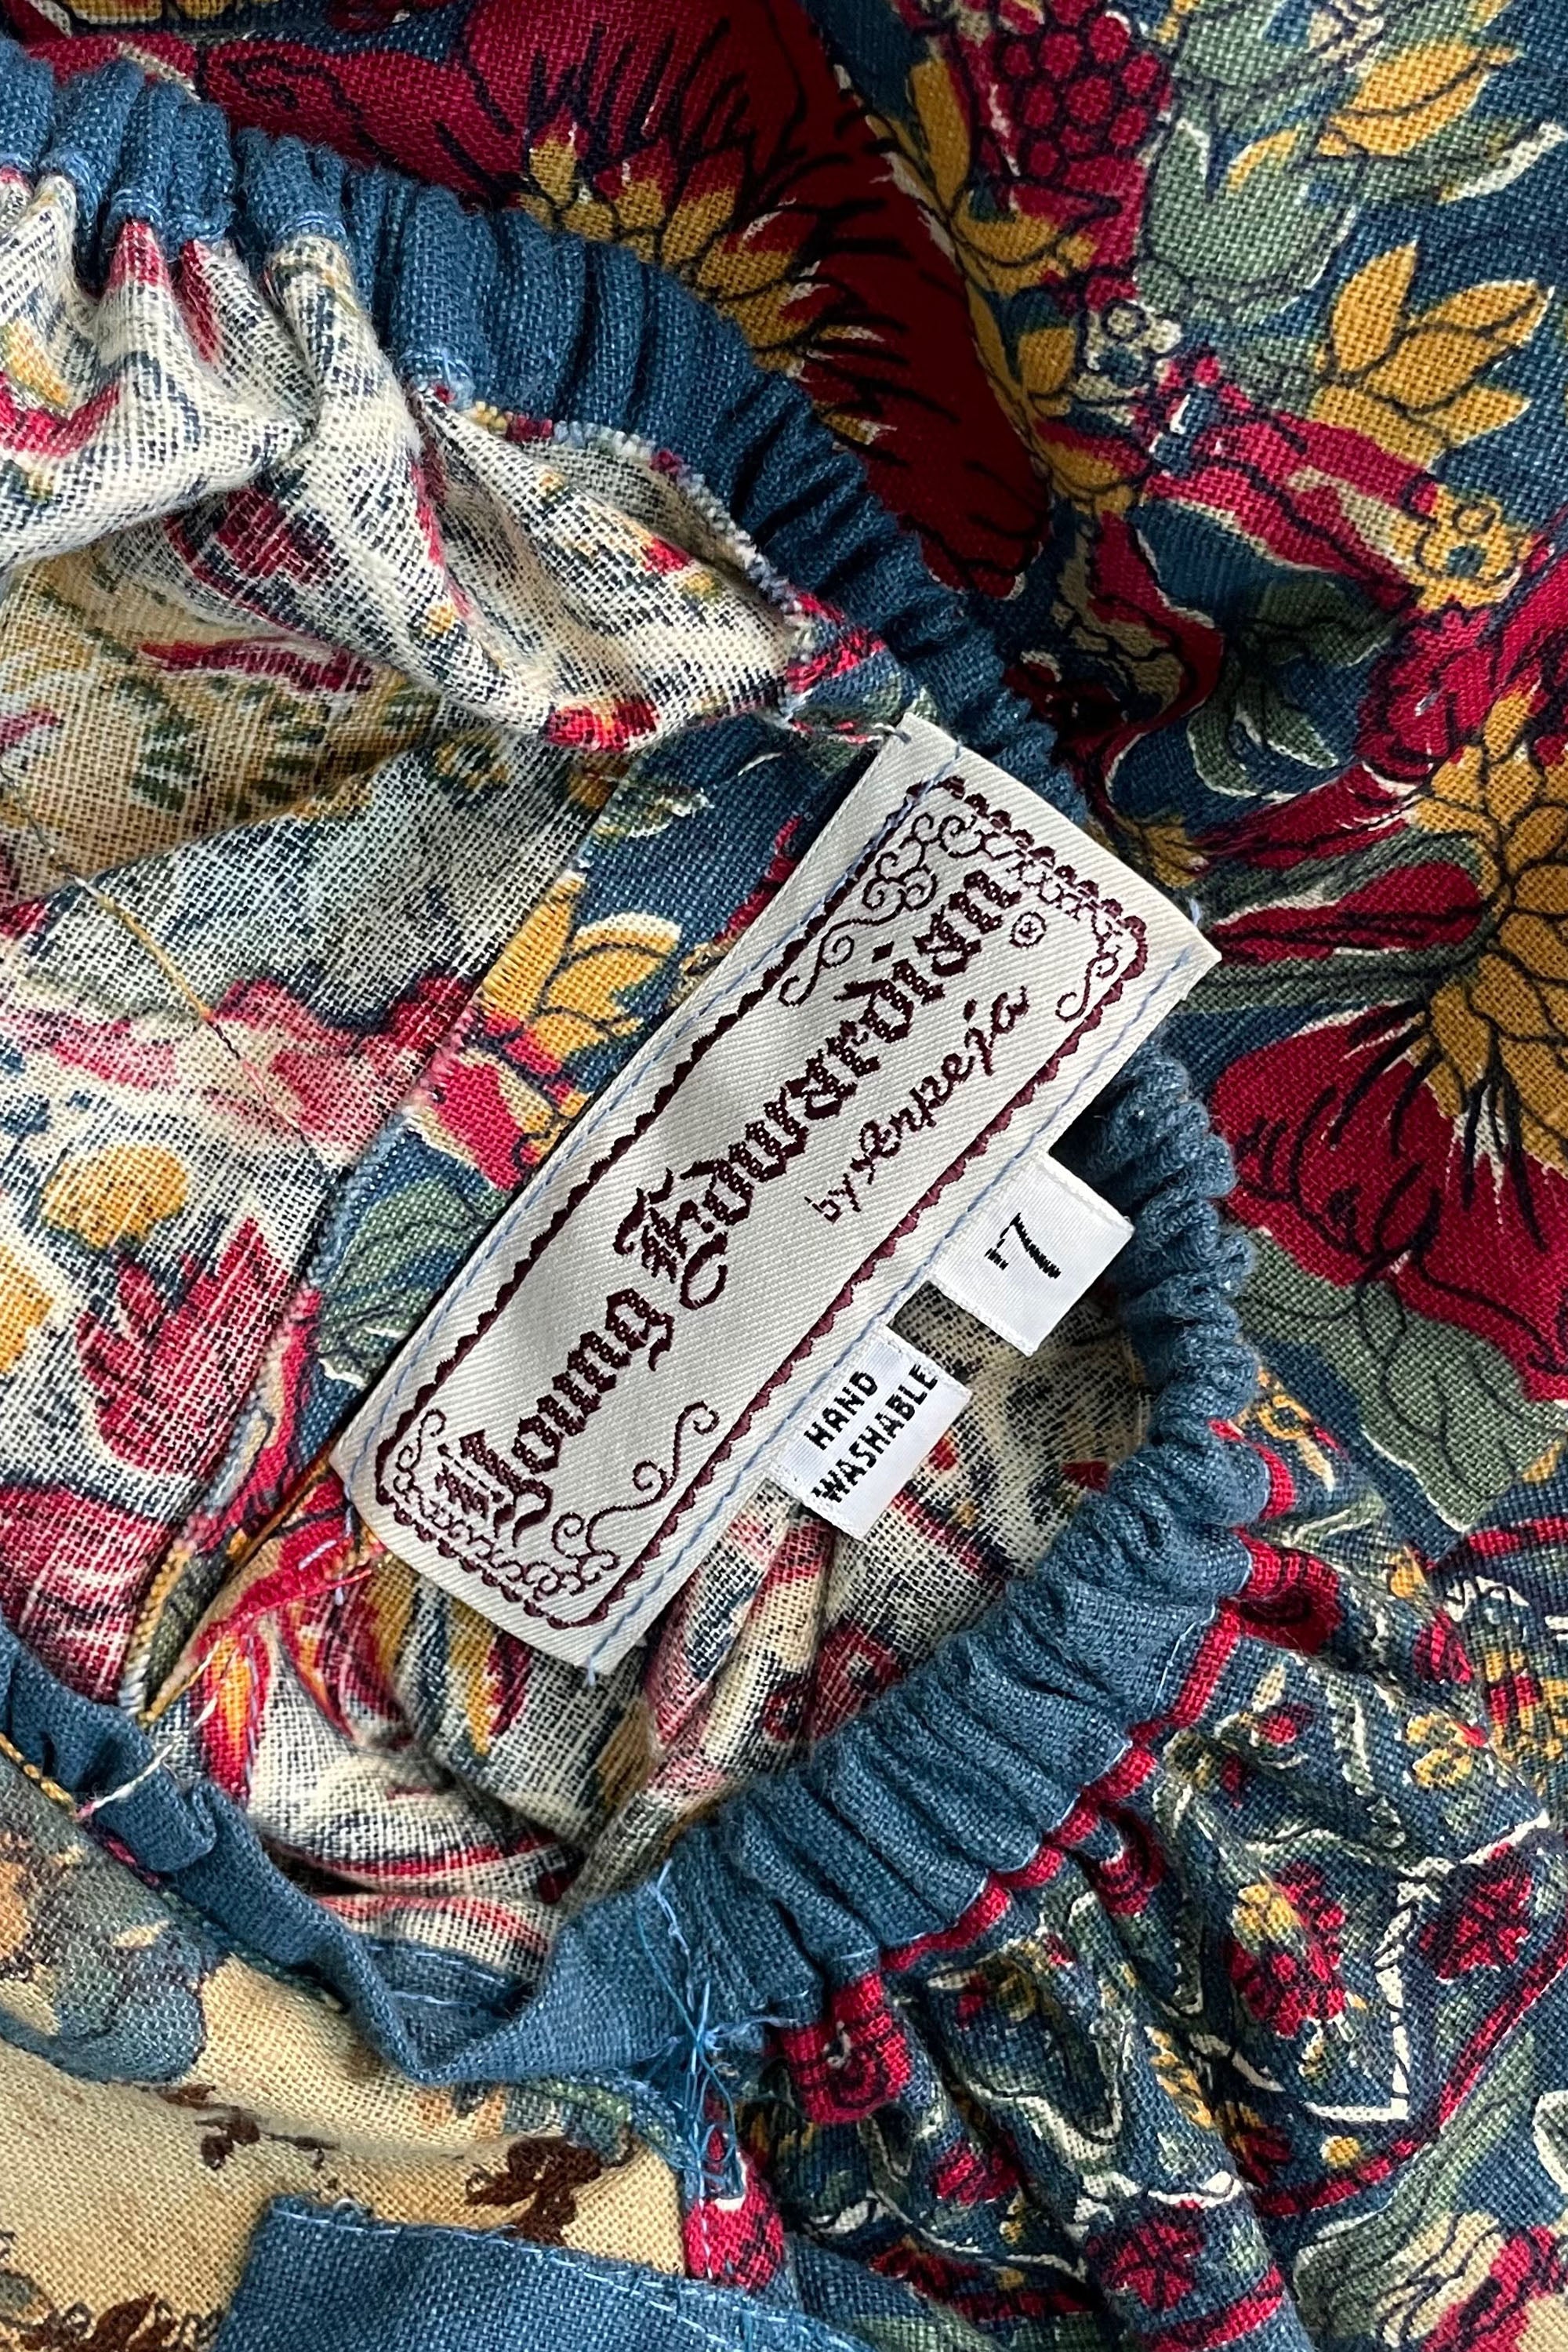 Young Edwardian ®
by Arpeja
7
HAND
WASHABLE